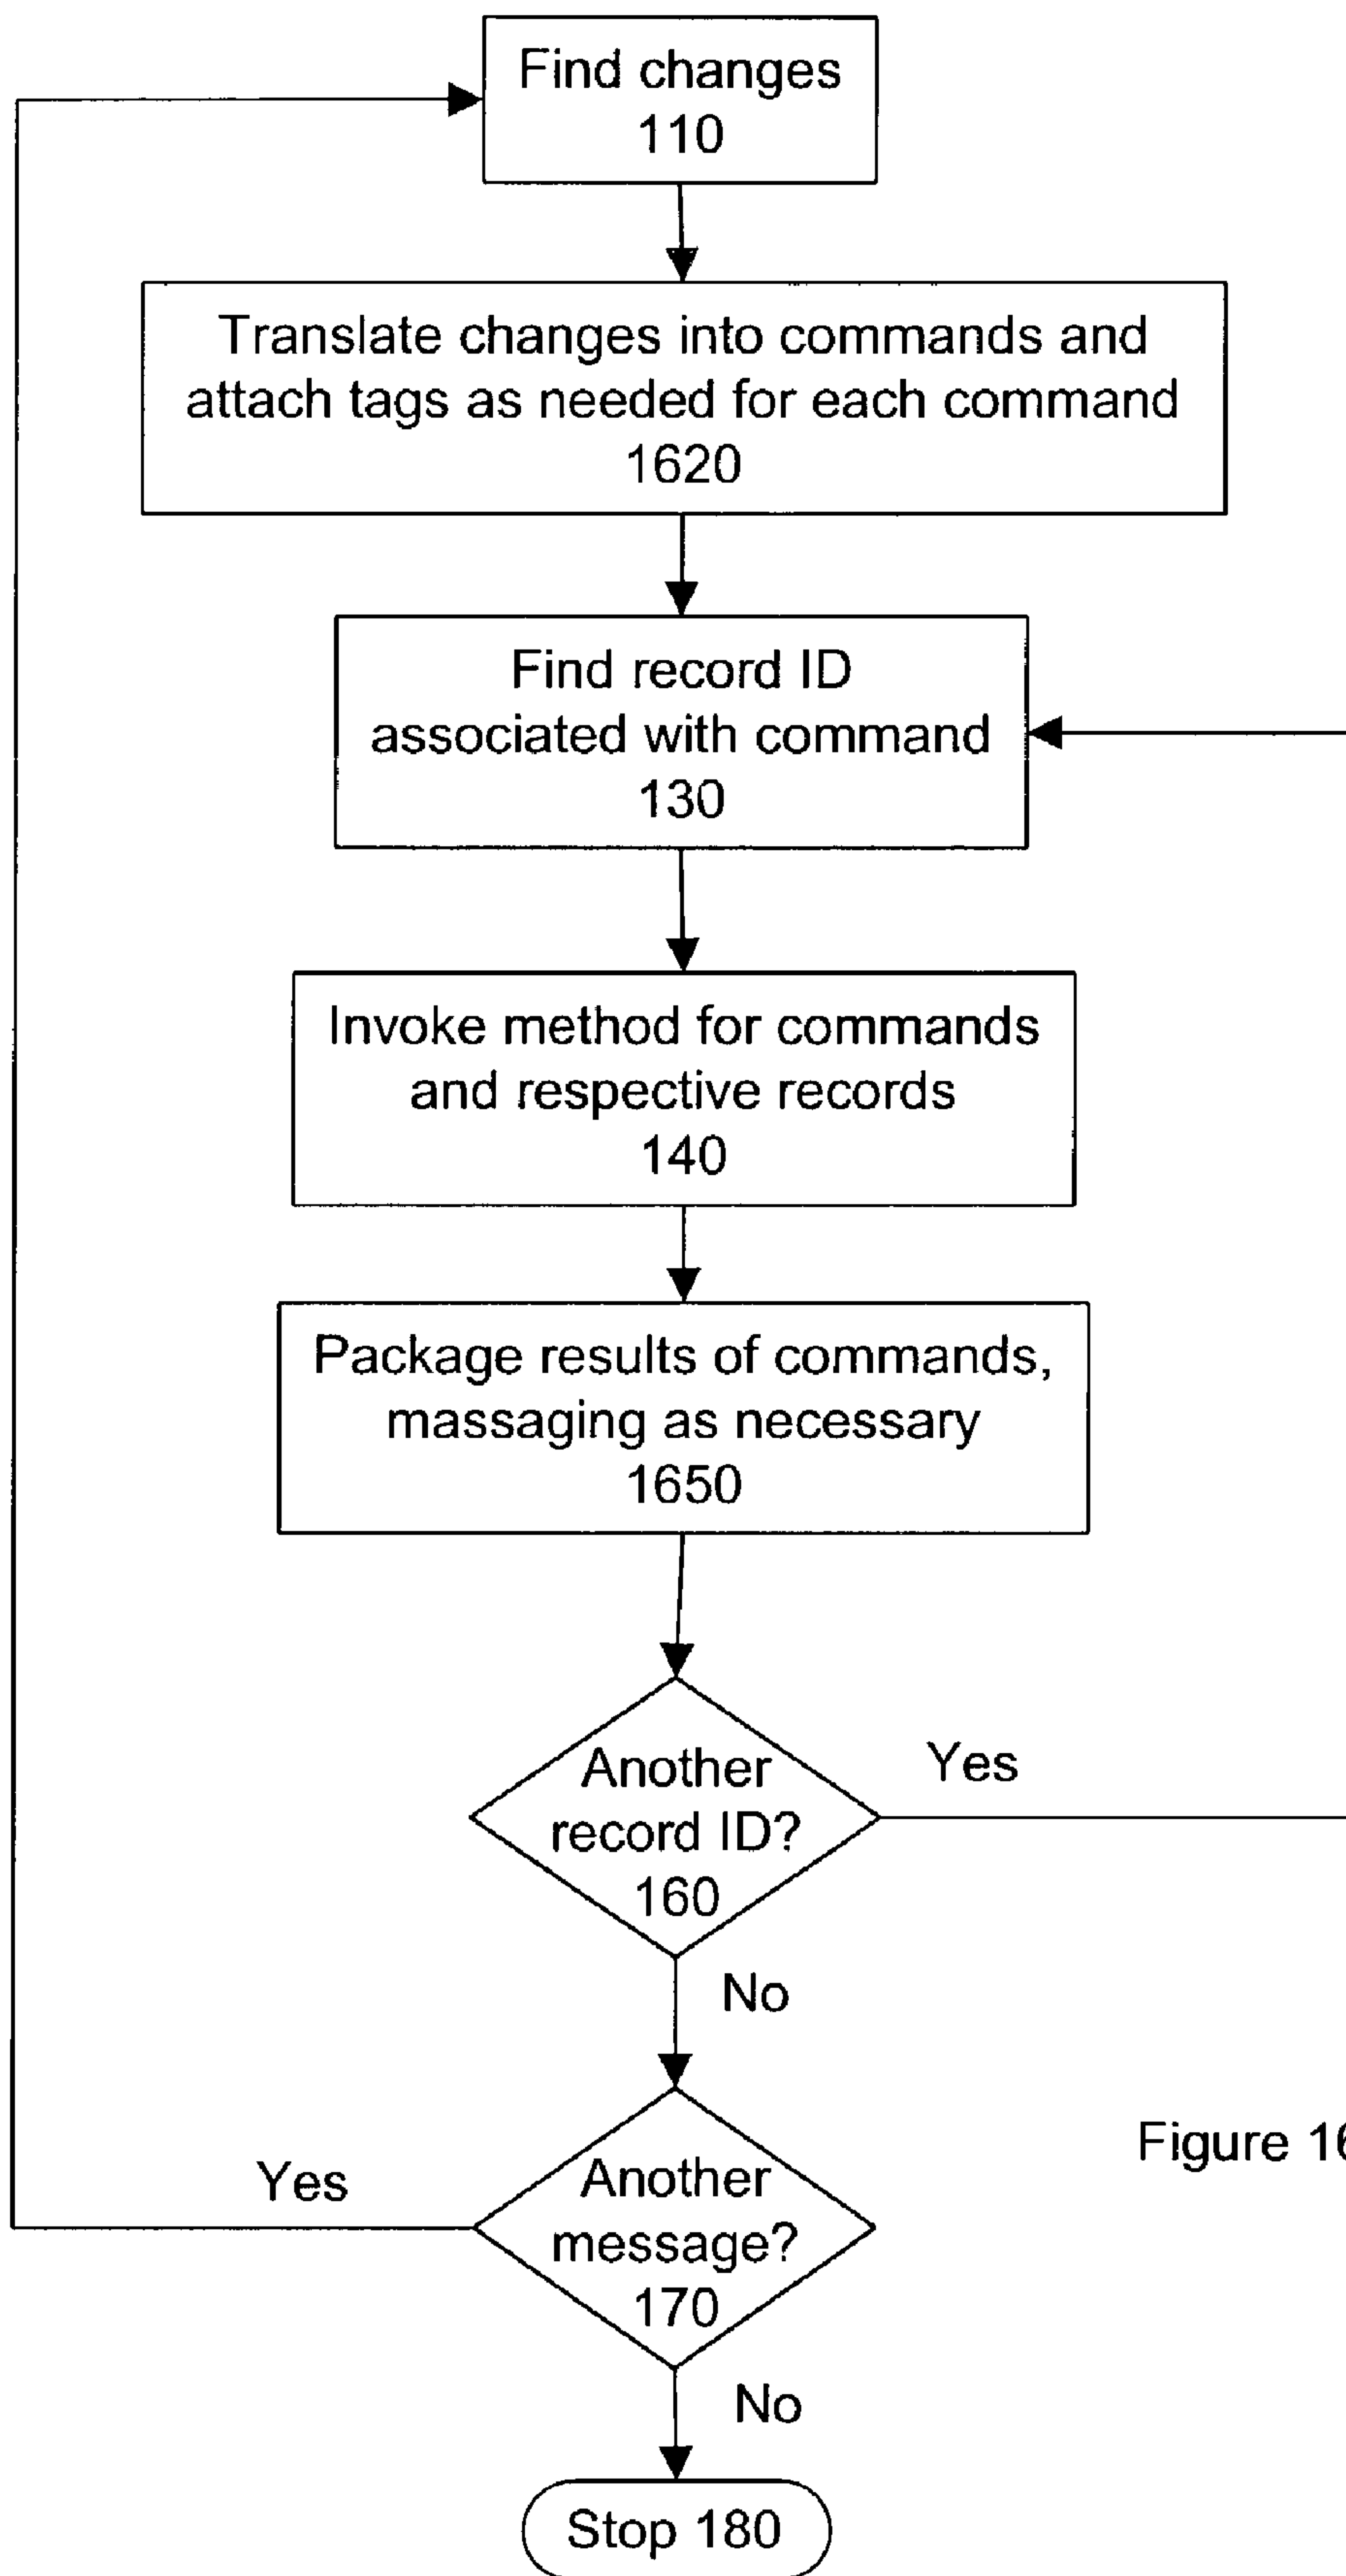 Find changes
110
Translate changes into commands and
attach tags as needed for each command
1620
Find record ID
associated with command
130
Invoke method for commands
and respective records
140
Package results of commands,
massaging as necessary
1650
Another
record ID?
160
Yes
No
Figure 16
Another
message?
170
Yes
No
Stop 180